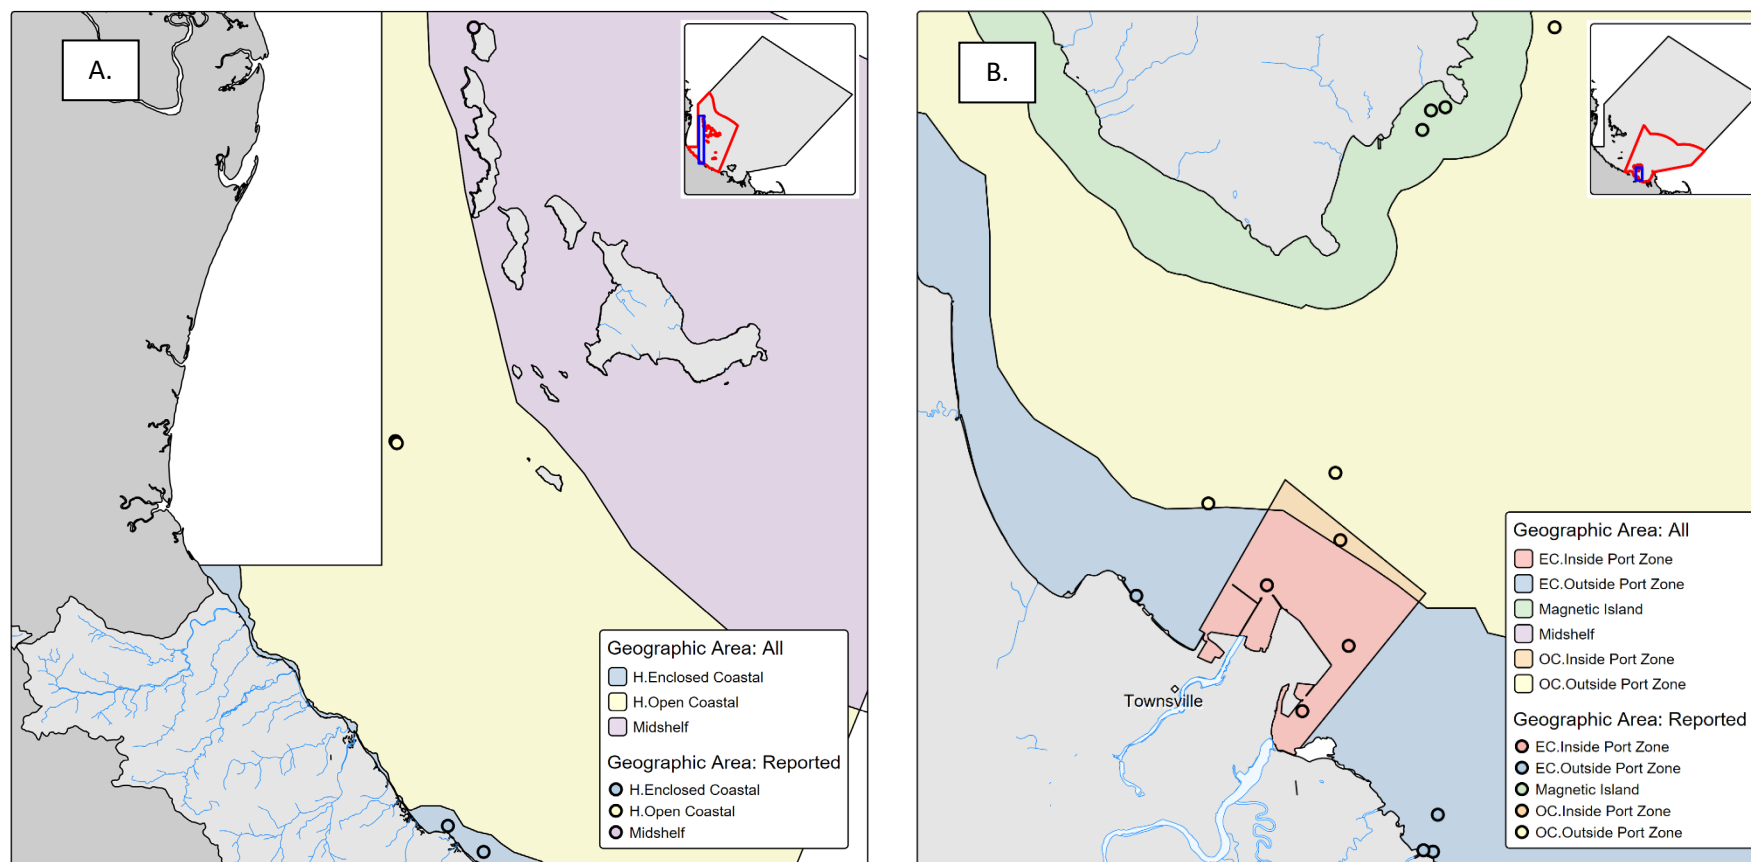 A.
Geographic Area: All
H.Enclosed Coastal
H.Open Coastal
Midshelf
Geographic Area: Reported
H.Enclosed Coastal
H.Open Coastal
Midshelf
B.
Townsville
Geographic Area: All
EC.Inside Port Zone
EC.Outside Port Zone
Magnetic Island
Midshelf
OC.Inside Port Zone
OC.Outside Port Zone
Geographic Area: Reported
EC.Inside Port Zone
EC.Outside Port Zone
Magnetic Island
OC.Inside Port Zone
OC.Outside Port Zone